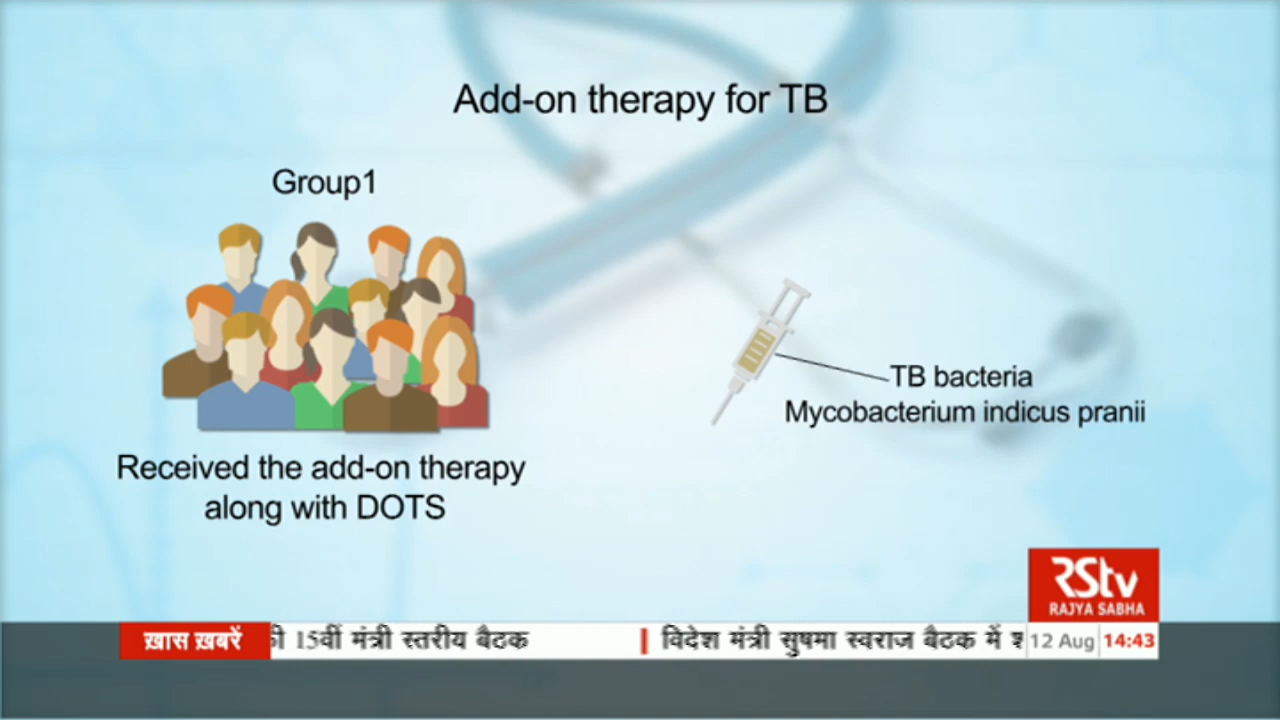 Add-on therapy for TB
Group1
TB bacteria
Mycobacterium indicus pranii
Received the add-on therapy
along with DOTS
RStv
RAJYA SABHA
ख़ास ख़बरें
की 15वीं मंत्री स्तरीय बैठक
विदेश मंत्री सुषमा स्वराज बैठक में
12 Aug
14:43